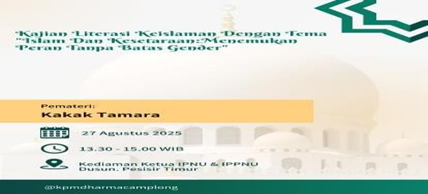 Kajian Literasi Keislaman Dengan Tema
"Islam Dan Kesetaraan:Menemukan
Peran Tanpa Batas Gender"
Pemateri:
Kakak Tamara
27 Agustus 2025
13.30 - 15.00 WIB
Kediaman Ketua IPNU & IPPNU
Dusun. Pesisir Timur
@kpmdharmacamplong